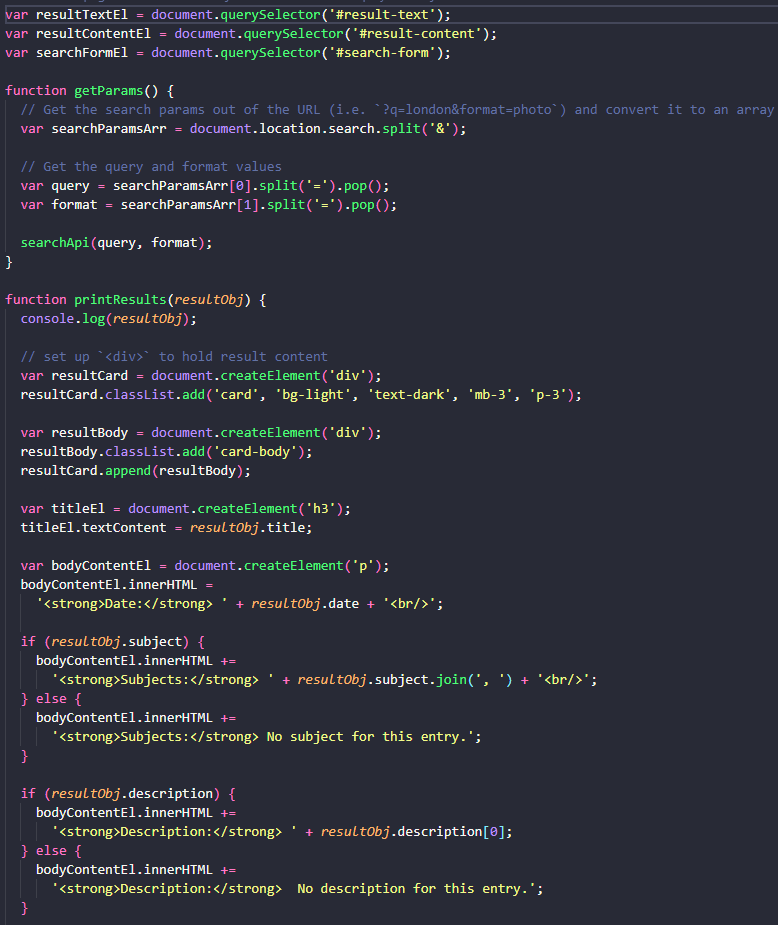 var resultTextEl = document.querySelector('#result-text');
var resultContentEl = document.querySelector('#result-content');
var searchFormEl = document.querySelector('#search-form');

function getParams() {
  // Get the search params out of the URL (i.e. `?q=london&format=photo`) and convert it to an array
  var searchParamsArr = document.location.search.split('&');

  // Get the query and format values
  var query = searchParamsArr[0].split('=').pop();
  var format = searchParamsArr[1].split('=').pop();

  searchApi(query, format);
}

function printResults(resultObj) {
  console.log(resultObj);

  // set up `<div>` to hold result content
  var resultCard = document.createElement('div');
  resultCard.classList.add('card', 'bg-light', 'text-dark', 'mb-3', 'p-3');

  var resultBody = document.createElement('div');
  resultBody.classList.add('card-body');
  resultCard.append(resultBody);

  var titleEl = document.createElement('h3');
  titleEl.textContent = resultObj.title;

  var bodyContentEl = document.createElement('p');
  bodyContentEl.innerHTML =
    '<strong>Date:</strong> ' + resultObj.date + '<br/>';

  if (resultObj.subject) {
    bodyContentEl.innerHTML +=
      '<strong>Subjects:</strong> ' + resultObj.subject.join(', ') + '<br/>';
  } else {
    bodyContentEl.innerHTML +=
      '<strong>Subjects:</strong> No subject for this entry.';
  }

  if (resultObj.description) {
    bodyContentEl.innerHTML +=
      '<strong>Description:</strong> ' + resultObj.description[0];
  } else {
    bodyContentEl.innerHTML +=
      '<strong>Description:</strong>  No description for this entry.';
  }